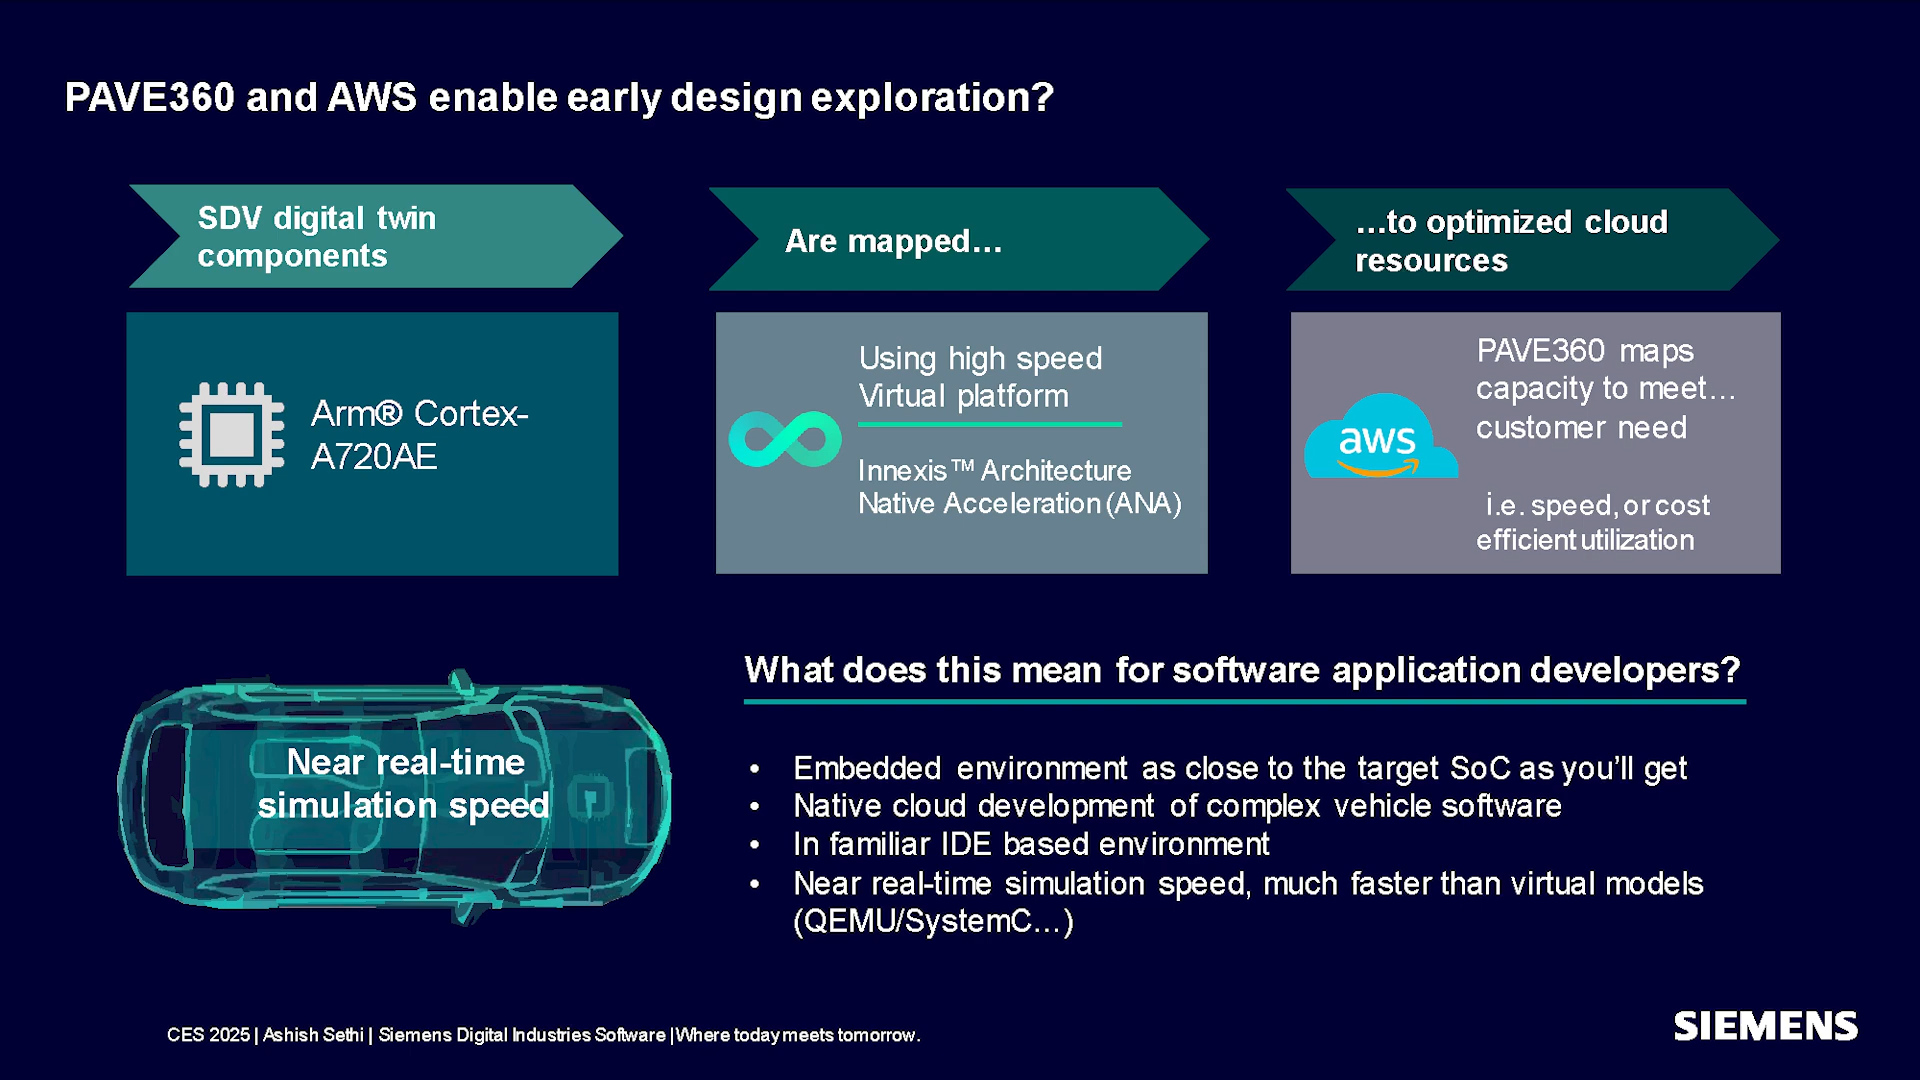 PAVE360 and AWS enable early design exploration?
SDV digital twin
components
Are mapped...
...to optimized cloud
resources
Arm® Cortex-
A720AE
Using high speed
Virtual platform
Innexis™ Architecture
Native Acceleration (ANA)
aws
PAVE360 maps
capacity to meet...
customer need
i.e. speed, or cost
efficient utilization
Near real-time
simulation speed
What does this mean for software application developers?
• Embedded environment as close to the target SoC as you’ll get
• Native cloud development of complex vehicle software
• In familiar IDE based environment
• Near real-time simulation speed, much faster than virtual models
(QEMU/SystemC...)
CES 2025 | Ashish Sethi | Siemens Digital Industries Software | Where today meets tomorrow.
SIEMENS